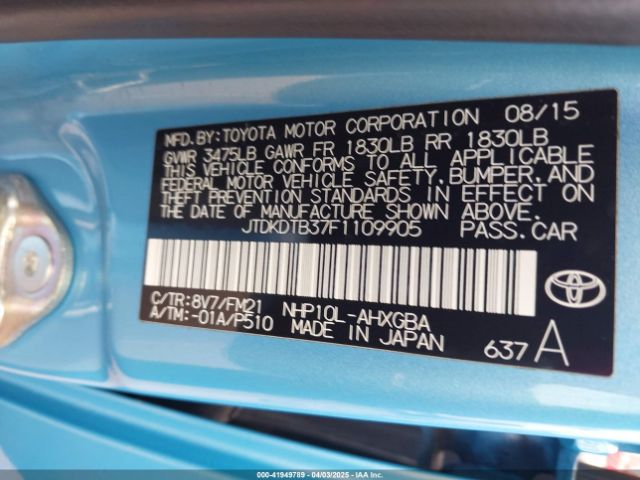 MFD. BY: TOYOTA MOTOR CORPORATION 08/15
GVWR 3475LB GAWR FR 1830LB RR 1830LB
THIS VEHICLE CONFORMS TO ALL APPLICABLE
FEDERAL MOTOR VEHICLE SAFETY, BUMPER, AND
THEFT PREVENTION STANDARDS IN EFFECT ON
THE DATE OF MANUFACTURE SHOWN ABOVE.
JTDKDTB37F1109905 PASS.CAR
C/TR:8V7/FM21 NHP10L-AHXGBA
A/TM:-01A/P510 MADE IN JAPAN
637 A
TOYOTA
000-41949789 - 04/03/2025 - IAAI.COM